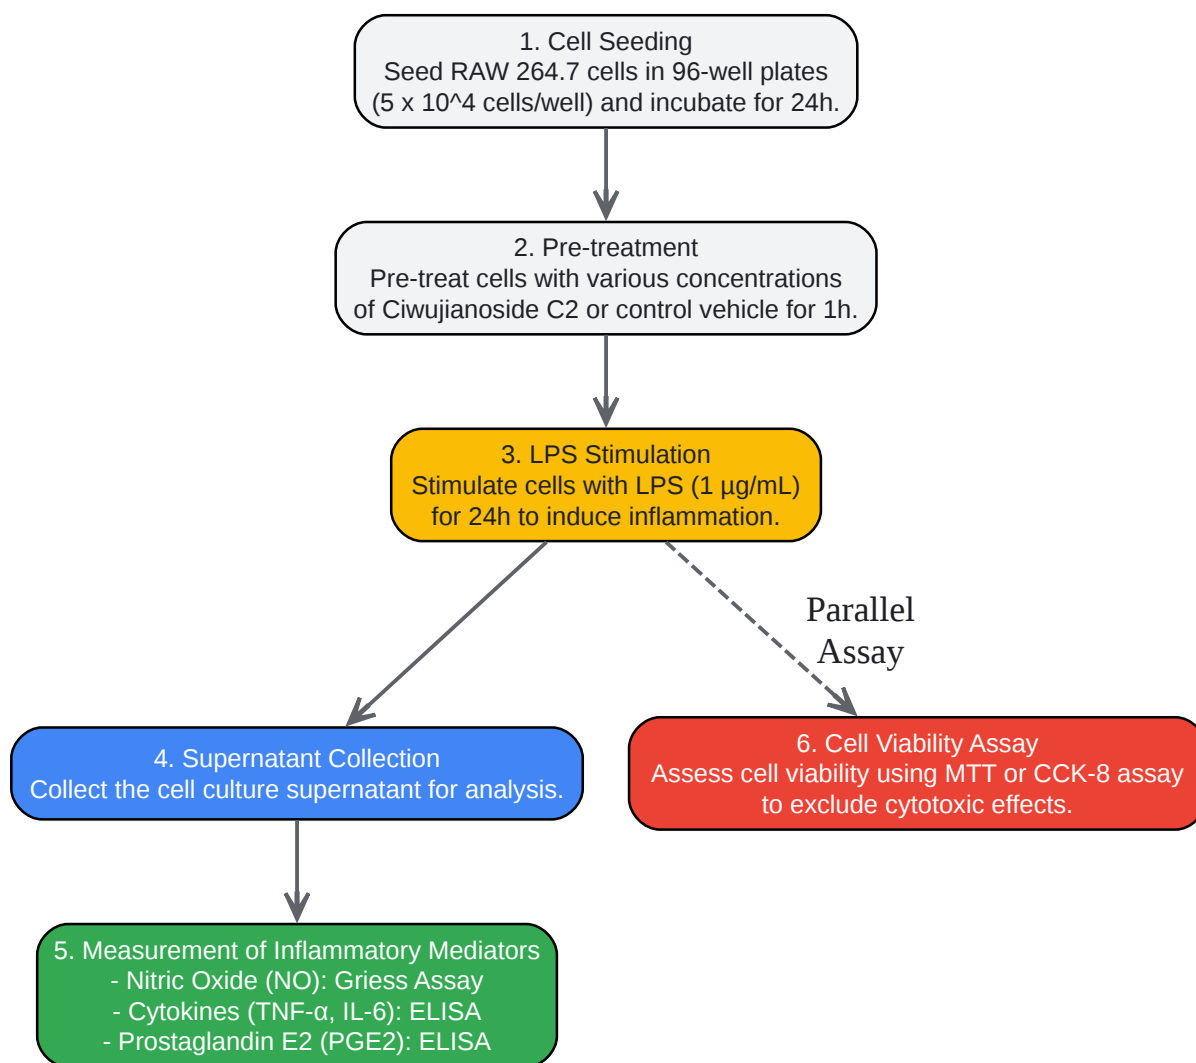 1. Cell Seeding
Seed RAW 264.7 cells in 96-well plates
(5 x 10^4 cells/well) and incubate for 24h.
2. Pre-treatment
Pre-treat cells with various concentrations
of Ciwujianoside C2 or control vehicle for 1h.
3. LPS Stimulation
Stimulate cells with LPS (1 µg/mL)
for 24h to induce inflammation.
Parallel
Assay
4. Supernatant Collection
Collect the cell culture supernatant for analysis.
6. Cell Viability Assay
Assess cell viability using MTT or CCK-8 assay
to exclude cytotoxic effects.
5. Measurement of Inflammatory Mediators
- Nitric Oxide (NO): Griess Assay
- Cytokines (TNF-α, IL-6): ELISA
- Prostaglandin E2 (PGE2): ELISA